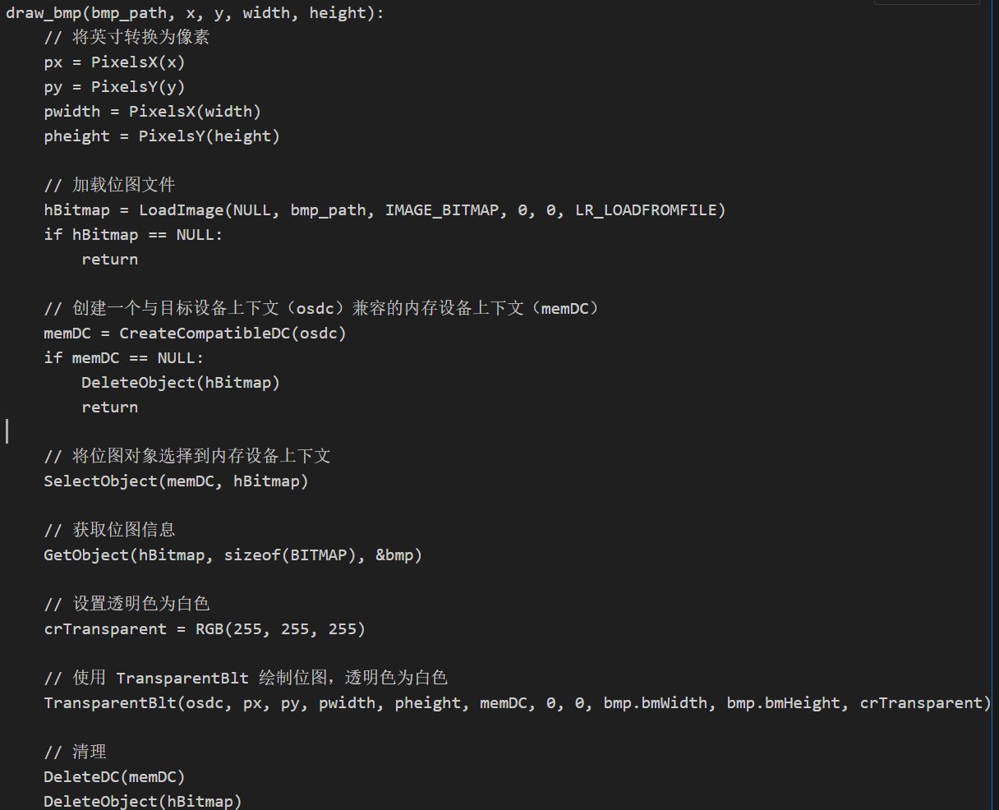 draw_bmp(bmp_path, x, y, width, height):
    // 将英寸转换为像素
    px = PixelsX(x)
    py = PixelsY(y)
    pwidth = PixelsX(width)
    pheight = PixelsY(height)

    // 加载位图文件
    hBitmap = LoadImage(NULL, bmp_path, IMAGE_BITMAP, 0, 0, LR_LOADFROMFILE)
    if hBitmap == NULL:
        return

    // 创建一个与目标设备上下文（osdc）兼容的内存设备上下文（memDC）
    memDC = CreateCompatibleDC(osdc)
    if memDC == NULL:
        DeleteObject(hBitmap)
        return

    // 将位图对象选择到内存设备上下文
    SelectObject(memDC, hBitmap)

    // 获取位图信息
    GetObject(hBitmap, sizeof(BITMAP), &bmp)

    // 设置透明色为白色
    crTransparent = RGB(255, 255, 255)

    // 使用 TransparentBlt 绘制位图，透明色为白色
    TransparentBlt(osdc, px, py, pwidth, pheight, memDC, 0, 0, bmp.bmWidth, bmp.bmHeight, crTransparent)

    // 清理
    DeleteDC(memDC)
    DeleteObject(hBitmap)